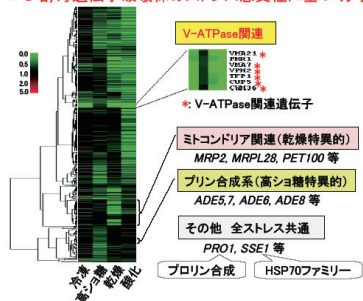 V-ATPase関連
0.0
1.0
2.0
3.0
5.0
VMA21*
PMR1
VMA7*
VPH2*
TFP1*
CUP5*
CWH36*
*: V-ATPase関連遺伝子
ミトコンドリア関連(乾燥特異的)
MRP2, MRPL28, PET100 等
プリン合成系(高ショ糖特異的)
ADE5,7, ADE6, ADE8 等
その他 全ストレス共通
PRO1, SSE1 等
プロリン合成
HSP70ファミリー
冷凍
高ショ糖
乾燥
酸化